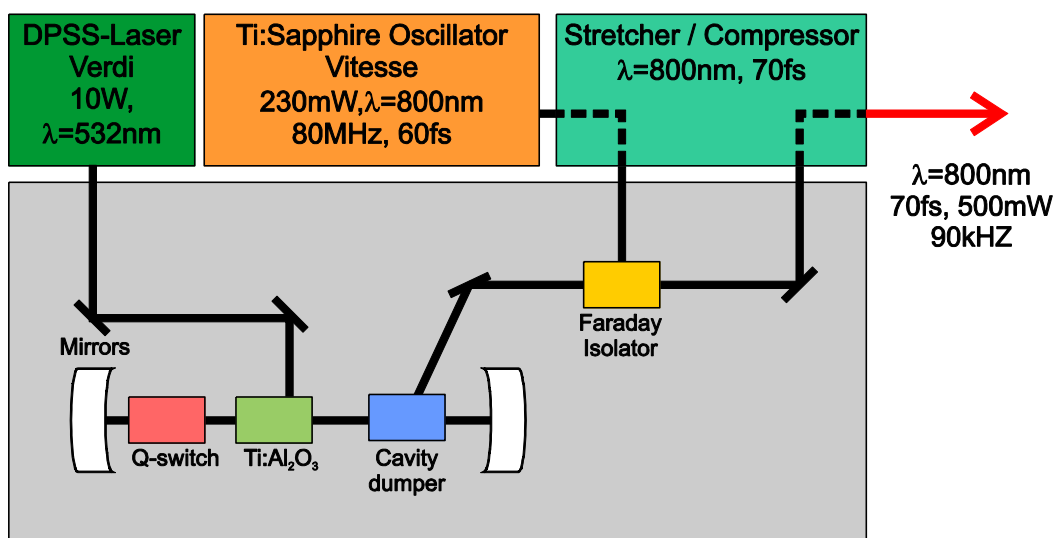 DPSS-Laser
Verdi
10W,
λ=532nm
Ti:Sapphire Oscillator
Vitesse
230mW,λ=800nm
80MHz, 60fs
Stretcher / Compressor
λ=800nm, 70fs
λ=800nm
70fs, 500mW
90kHZ
Faraday
Isolator
Mirrors
Q-switch
Ti:Al₂O₃
Cavity
dumper